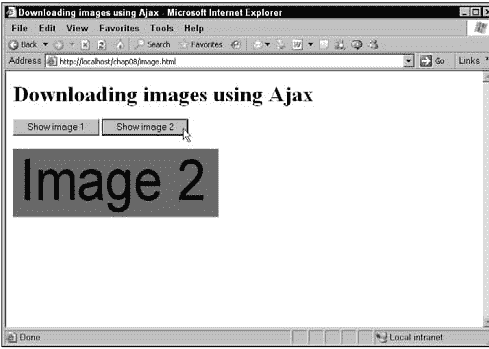 Downloading images using Ajax - Microsoft Internet Explorer
File Edit View Favorites Tools Help
Back Search Favorites
Address http://localhost/chap08/image.html Go Links
Downloading images using Ajax
Show image 1 Show image 2
Image 2
Done Local intranet